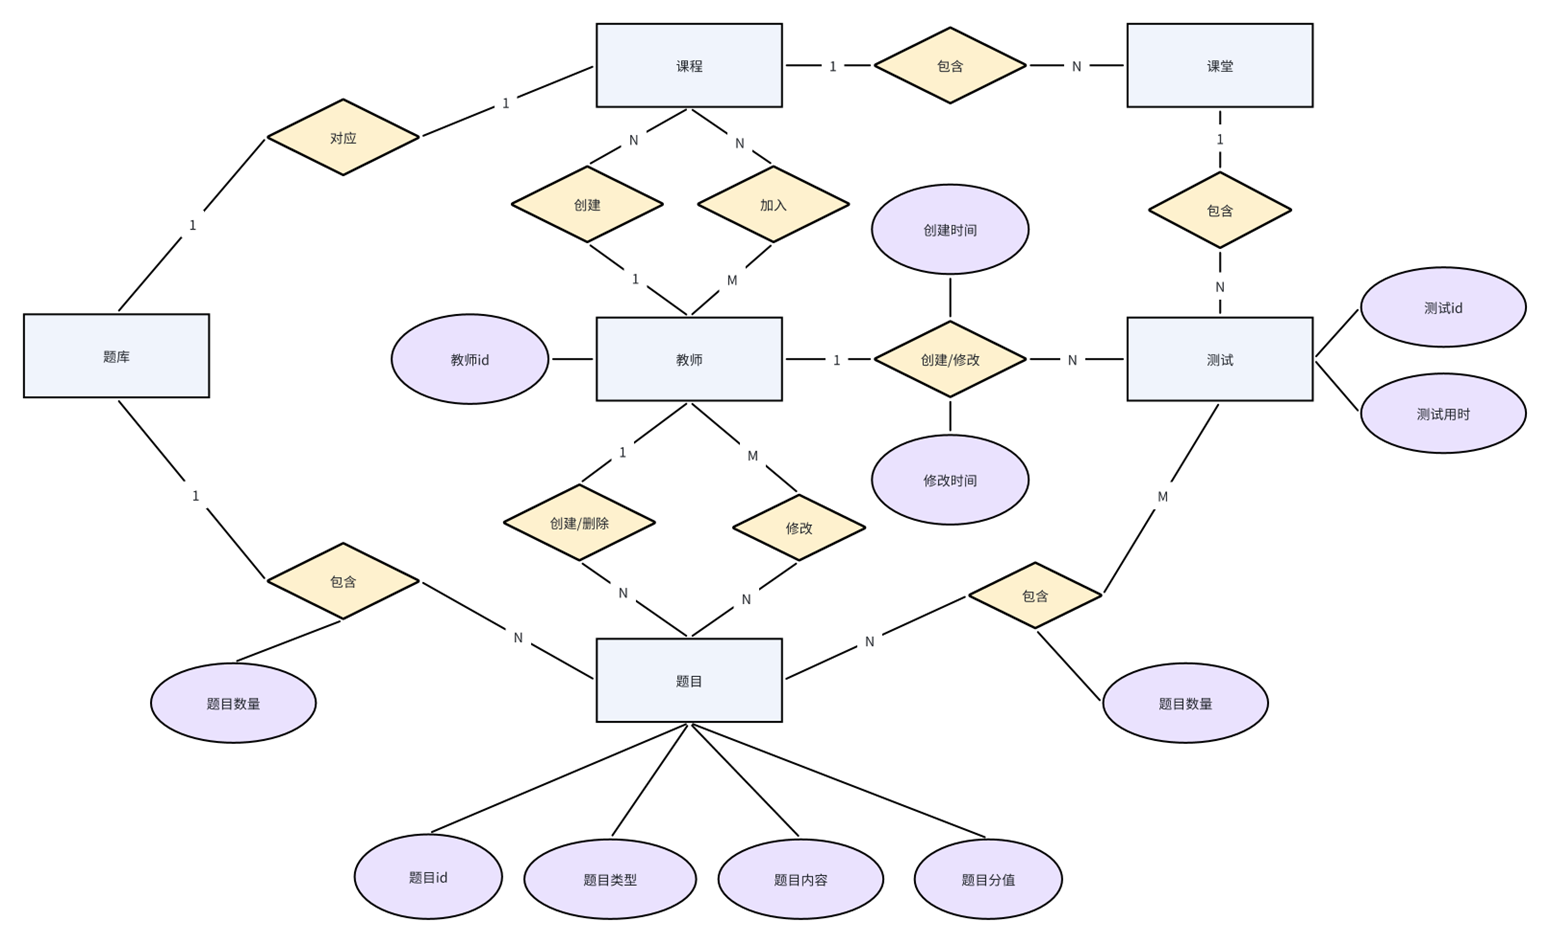 课程
1
包含
N
课堂
1
对应
N
N
1
创建
加入
包含
1
创建时间
1
M
N
测试id
题库
教师id
教师
1
创建/修改
N
测试
测试用时
1
M
修改时间
1
M
创建/删除
修改
包含
N
N
包含
N
N
题目
题目数量
题目数量
题目id
题目类型
题目内容
题目分值